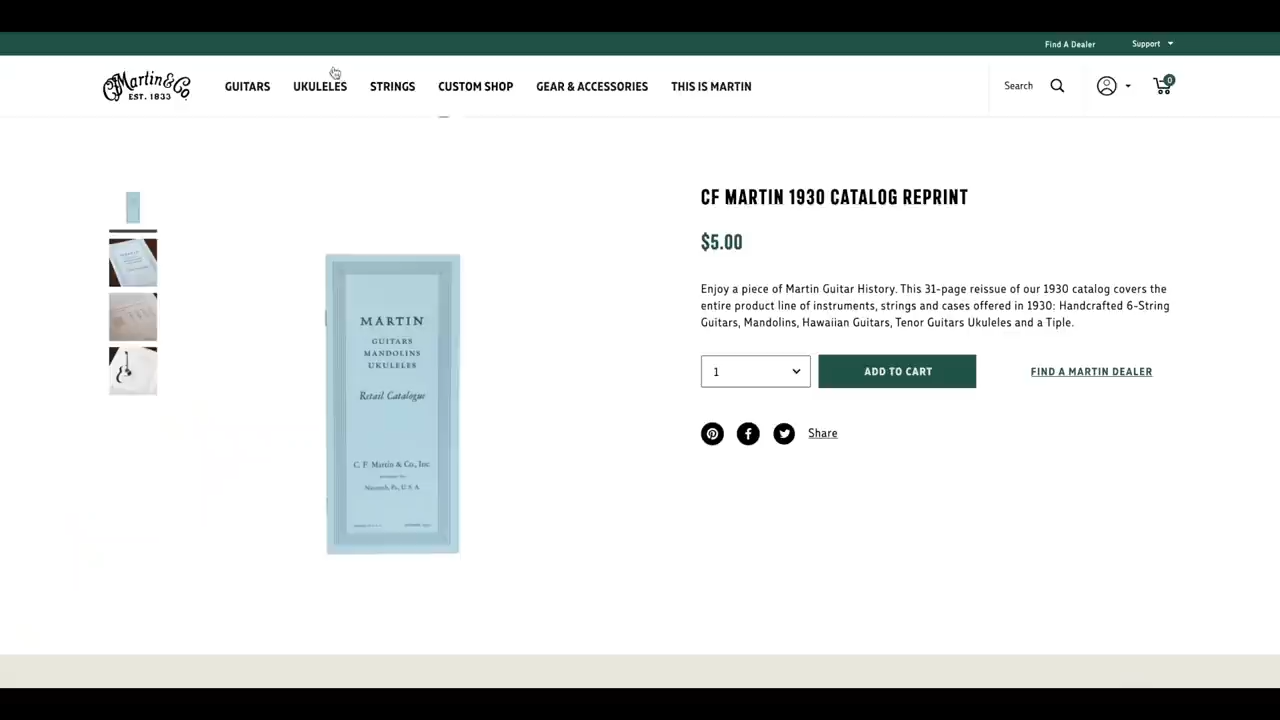 Find A Dealer
Support
Martin & Co.
EST. 1833
GUITARS
UKULELES
STRINGS
CUSTOM SHOP
GEAR & ACCESSORIES
THIS IS MARTIN
Search
0
CF MARTIN 1930 CATALOG REPRINT
$5.00
Enjoy a piece of Martin Guitar History. This 31-page reissue of our 1930 catalog covers the
entire product line of instruments, strings and cases offered in 1930: Handcrafted 6-String
Guitars, Mandolins, Hawaiian Guitars, Tenor Guitars Ukuleles and a Tiple.
1
ADD TO CART
FIND A MARTIN DEALER
Share
MARTIN
GUITARS
MANDOLINS
UKULELES
Retail Catalogue
C. F. Martin & Co., Inc
Nazareth, Pa., U. S. A.